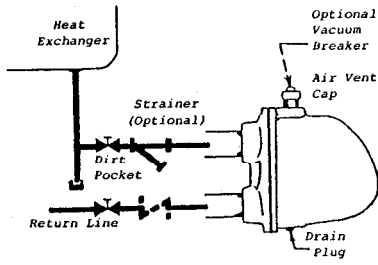 Heat
Exchanger
Optional
Vacuum
Breaker
Air Vent
Cap
Strainer
(Optional)
Dirt
Pocket
Return Line
Drain
Plug